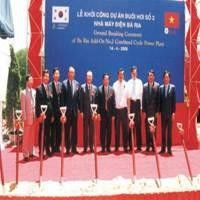 LỄ KHỞI CÔNG DỰ ÁN ĐUÔI HƠI SỐ 2
NHÀ MÁY ĐIỆN BÀ RỊA
Ground Breaking Ceremony
of Ba Ria Add-On No.2 Combined Cycle Power Plant
14 - 4 - 2000